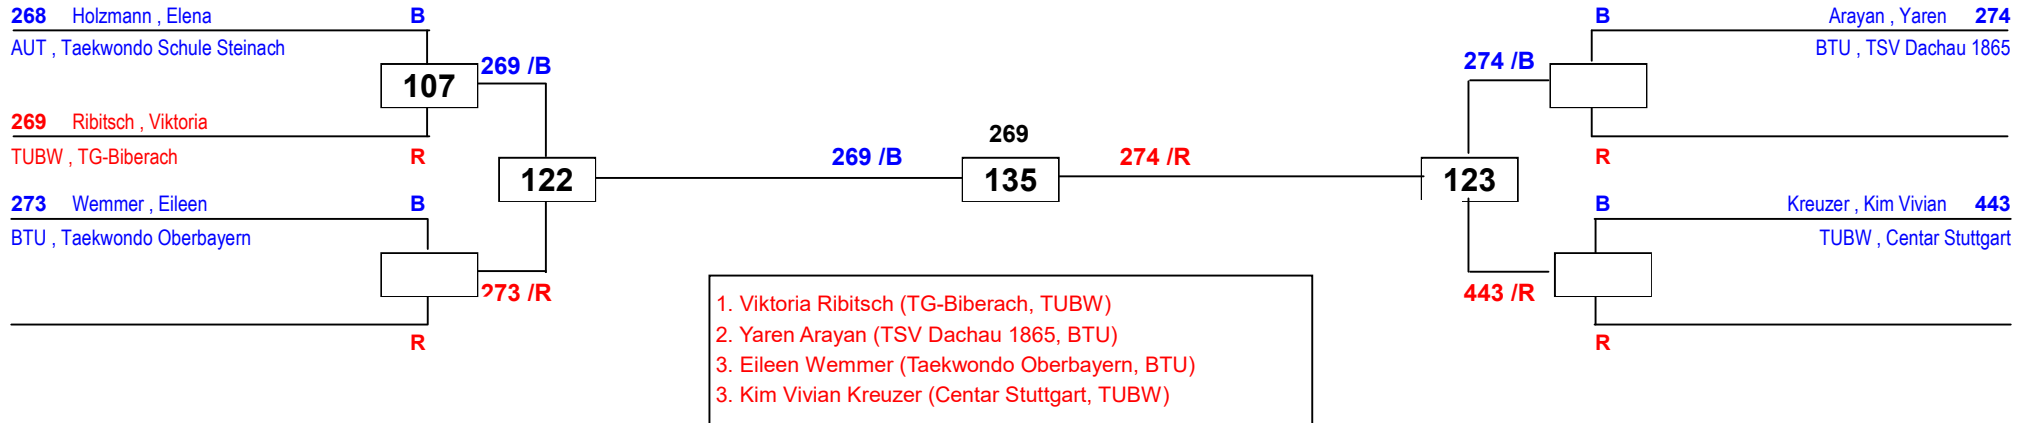 268 Holzmann , Elena B
AUT , Taekwondo Schule Steinach
107
269 /B
269 Ribitsch , Viktoria
TUBW , TG-Biberach R
122
273 Wemmer , Eileen B
BTU , Taekwondo Oberbayern
273 /R
R
269 /B
269
135
274 /R
B Arayan , Yaren 274
BTU , TSV Dachau 1865
274 /B
R
123
B Kreuzer , Kim Vivian 443
TUBW , Centar Stuttgart
443 /R
R
1. Viktoria Ribitsch (TG-Biberach, TUBW)
2. Yaren Arayan (TSV Dachau 1865, BTU)
3. Eileen Wemmer (Taekwondo Oberbayern, BTU)
3. Kim Vivian Kreuzer (Centar Stuttgart, TUBW)